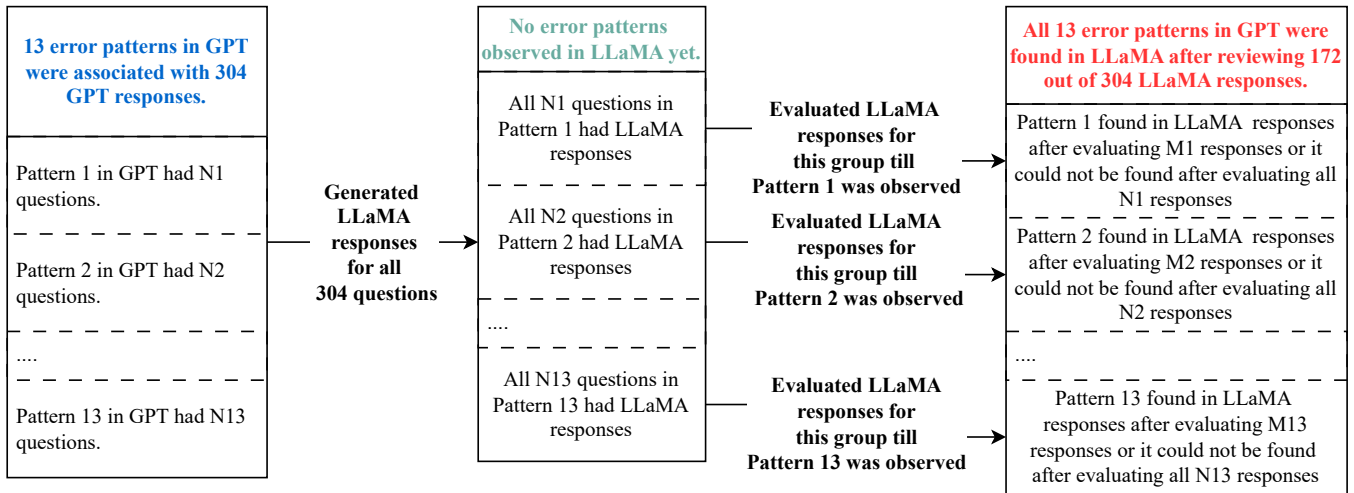 13 error patterns in GPT
were associated with 304
GPT responses.
Pattern 1 in GPT had N1
questions.
Pattern 2 in GPT had N2
questions.
....
Pattern 13 in GPT had N13
questions.
Generated
LLaMA
responses
for all
304 questions
No error patterns
observed in LLaMA yet.
All N1 questions in
Pattern 1 had LLaMA
responses
All N2 questions in
Pattern 2 had LLaMA
responses
....
All N13 questions in
Pattern 13 had LLaMA
responses
Evaluated LLaMA
responses for
this group till
Pattern 1 was observed
Evaluated LLaMA
responses for
this group till
Pattern 2 was observed
Evaluated LLaMA
responses for
this group till
Pattern 13 was observed
All 13 error patterns in GPT were
found in LLaMA after reviewing 172
out of 304 LLaMA responses.
Pattern 1 found in LLaMA responses
after evaluating M1 responses or it
could not be found after evaluating all
N1 responses
Pattern 2 found in LLaMA responses
after evaluating M2 responses or it
could not be found after evaluating all
N2 responses
....
Pattern 13 found in LLaMA
responses after evaluating M13
responses or it could not be found
after evaluating all N13 responses